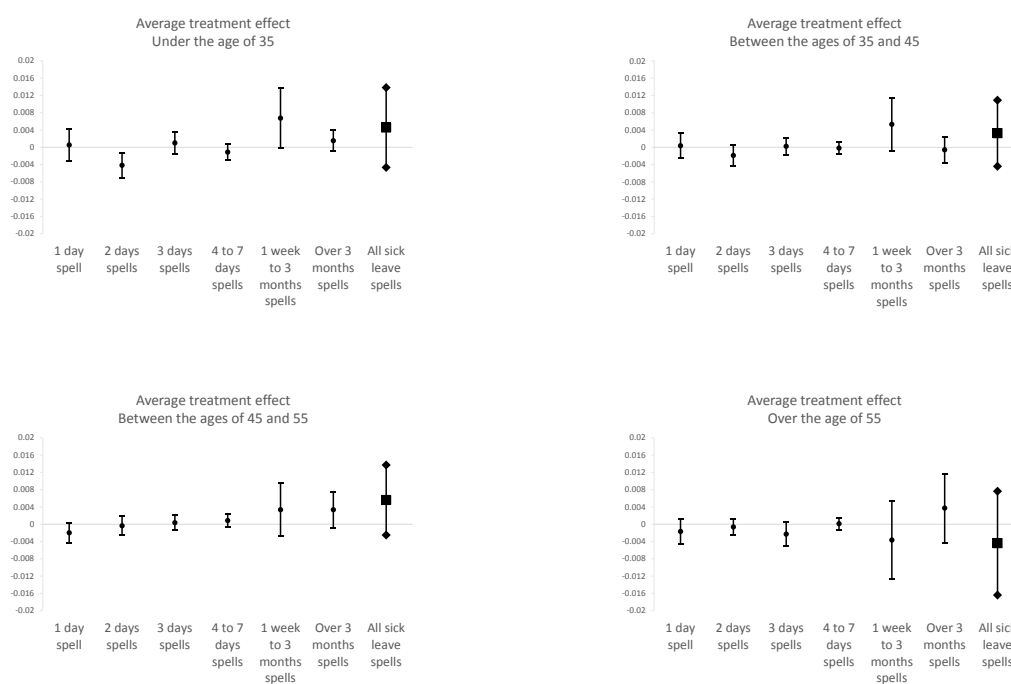 Average treatment effect
Under the age of 35
0.02
0.016
0.012
0.008
0.004
0
-0.004
-0.008
-0.012
-0.016
-0.02
1 day 2 days 3 days 4 to 7 1 week Over 3 All sick
spell spells spells days to 3 months leave
spells months spells spells
spells
Average treatment effect
Between the ages of 35 and 45
0.02
0.016
0.012
0.008
0.004
0
-0.004
-0.008
-0.012
-0.016
-0.02
1 day 2 days 3 days 4 to 7 1 week Over 3 All sick
spell spells spells days to 3 months leave
spells months spells spells
spells
Average treatment effect
Between the ages of 45 and 55
0.02
0.016
0.012
0.008
0.004
0
-0.004
-0.008
-0.012
-0.016
-0.02
1 day 2 days 3 days 4 to 7 1 week Over 3 All sick
spell spells spells days to 3 months leave
spells months spells spells
spells
Average treatment effect
Over the age of 55
0.02
0.016
0.012
0.008
0.004
0
-0.004
-0.008
-0.012
-0.016
-0.02
1 day 2 days 3 days 4 to 7 1 week Over 3 All sick
spell spells spells days to 3 months leave
spells months spells spells
spells